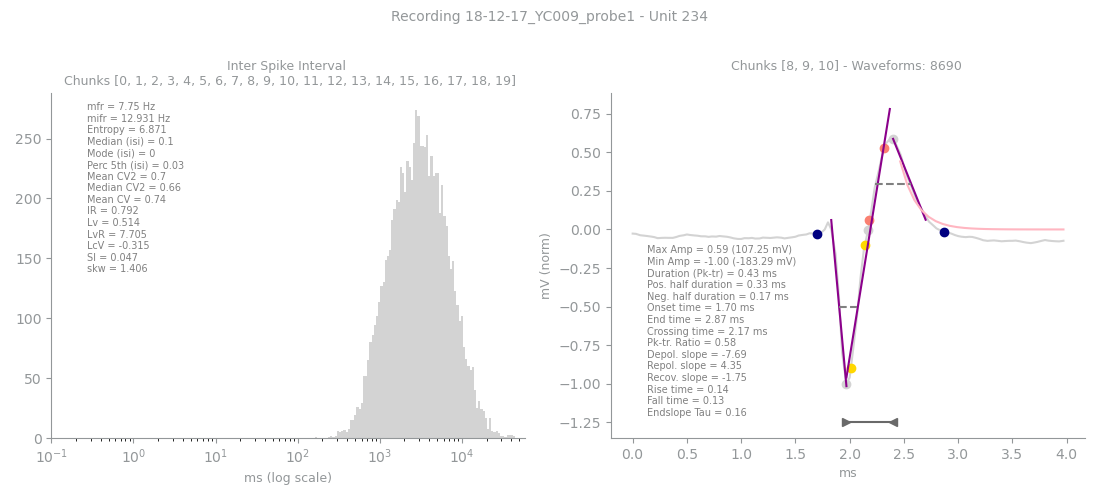 Recording 18-12-17_YC009_probe1 - Unit 234
Inter Spike Interval
Chunks [0, 1, 2, 3, 4, 5, 6, 7, 8, 9, 10, 11, 12, 13, 14, 15, 16, 17, 18, 19]
mfr = 7.75 Hz
mifr = 12.931 Hz
Entropy = 6.871
Median (isi) = 0.1
Mode (isi) = 0
Perc 5th (isi) = 0.03
Mean CV2 = 0.7
Median CV2 = 0.66
Mean CV = 0.74
IR = 0.792
Lv = 0.514
LvR = 7.705
LcV = -0.315
SI = 0.047
skw = 1.406
250
200
150
100
50
0
10⁻¹ 10⁰ 10¹ 10² 10³ 10⁴
ms (log scale)
Chunks [8, 9, 10] - Waveforms: 8690
mV (norm)
0.75
0.50
0.25
0.00
−0.25
−0.50
−0.75
−1.00
−1.25
Max Amp = 0.59 (107.25 mV)
Min Amp = -1.00 (-183.29 mV)
Duration (Pk-tr) = 0.43 ms
Pos. half duration = 0.33 ms
Neg. half duration = 0.17 ms
Onset time = 1.70 ms
End time = 2.87 ms
Crossing time = 2.17 ms
Pk-tr. Ratio = 0.58
Depol. slope = -7.69
Repol. slope = 4.35
Recov. slope = -1.75
Rise time = 0.14
Fall time = 0.13
Endslope Tau = 0.16
0.0 0.5 1.0 1.5 2.0 2.5 3.0 3.5 4.0
ms